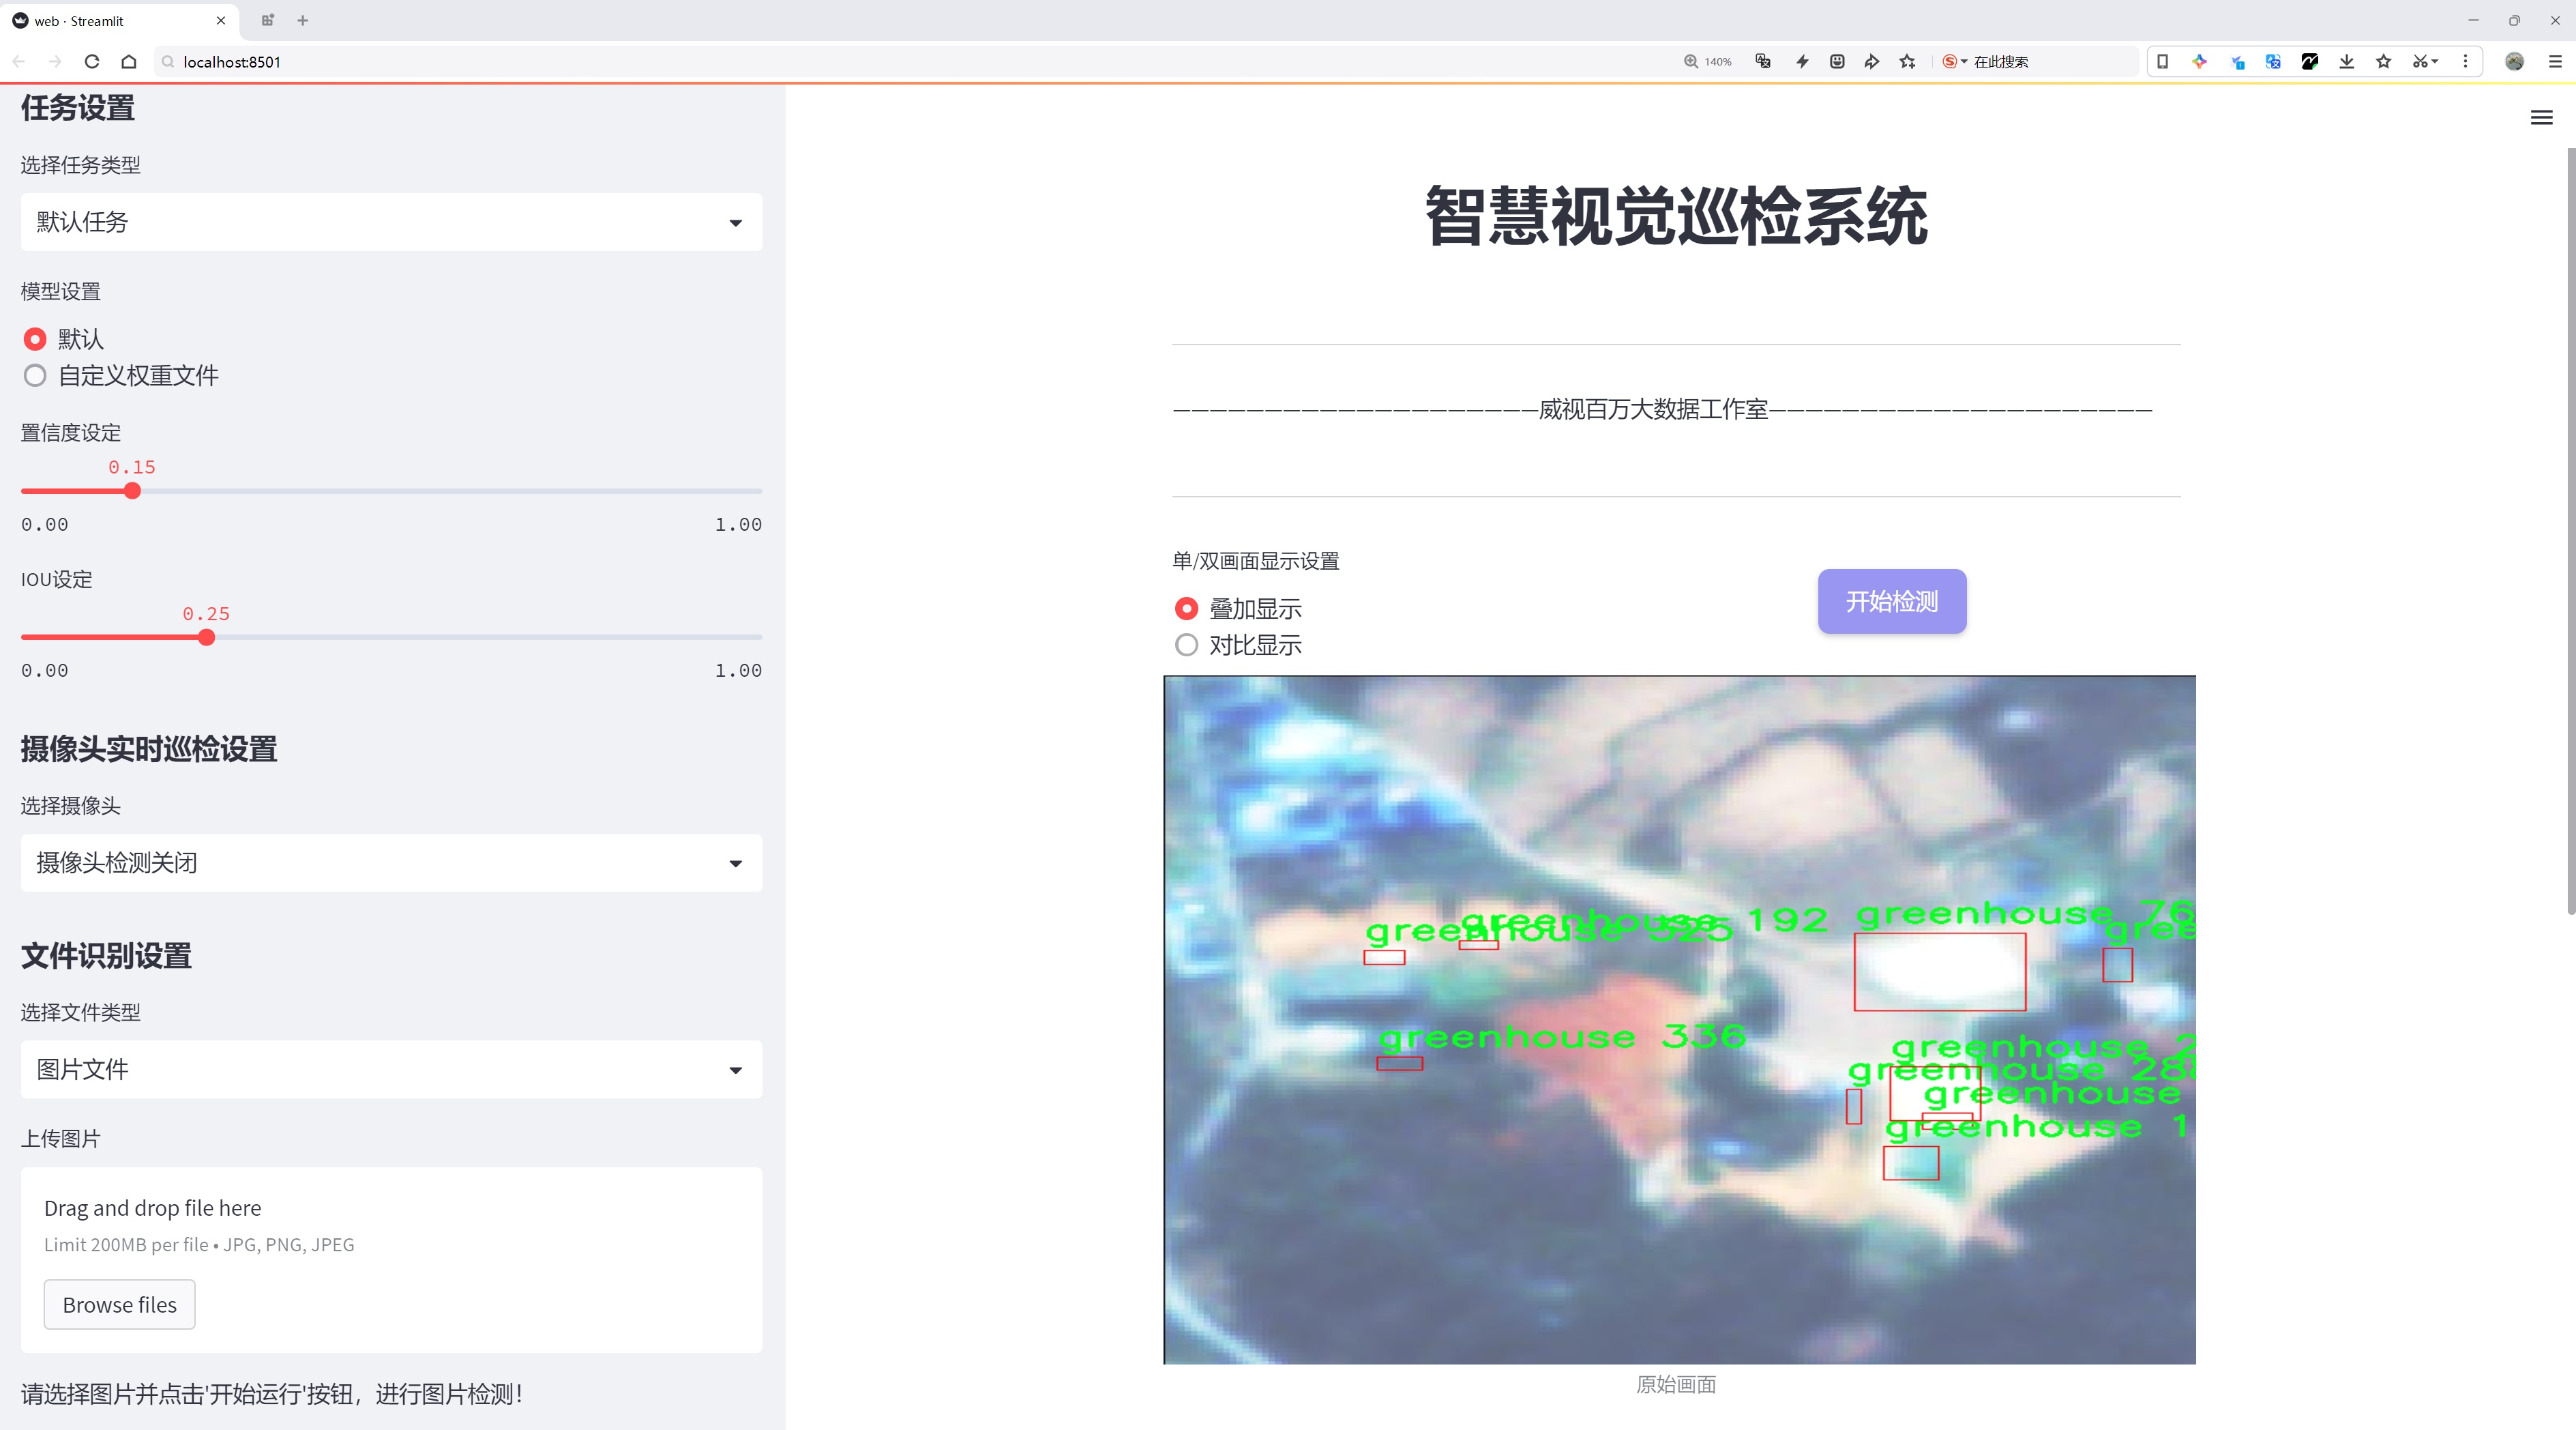 web · Streamlit
localhost:8501
140%
在此搜索
任务设置
选择任务类型
默认任务
模型设置
默认
自定义权重文件
置信度设定
0.15
0.00 1.00
IOU设定
0.25
0.00 1.00
摄像头实时巡检设置
选择摄像头
摄像头检测关闭
文件识别设置
选择文件类型
图片文件
上传图片
Drag and drop file here
Limit 200MB per file • JPG, PNG, JPEG
Browse files
请选择图片并点击'开始运行'按钮，进行图片检测！
智慧视觉巡检系统
————————————————————威视百万大数据工作室—————————————————————
单/双画面显示设置
叠加显示
对比显示
开始检测
greenhouse 192
greenhouse
greenhouse 76
gree
greenhouse 336
greenhouse 2
greenhouse 28
greenhouse
greenhouse 1
原始画面